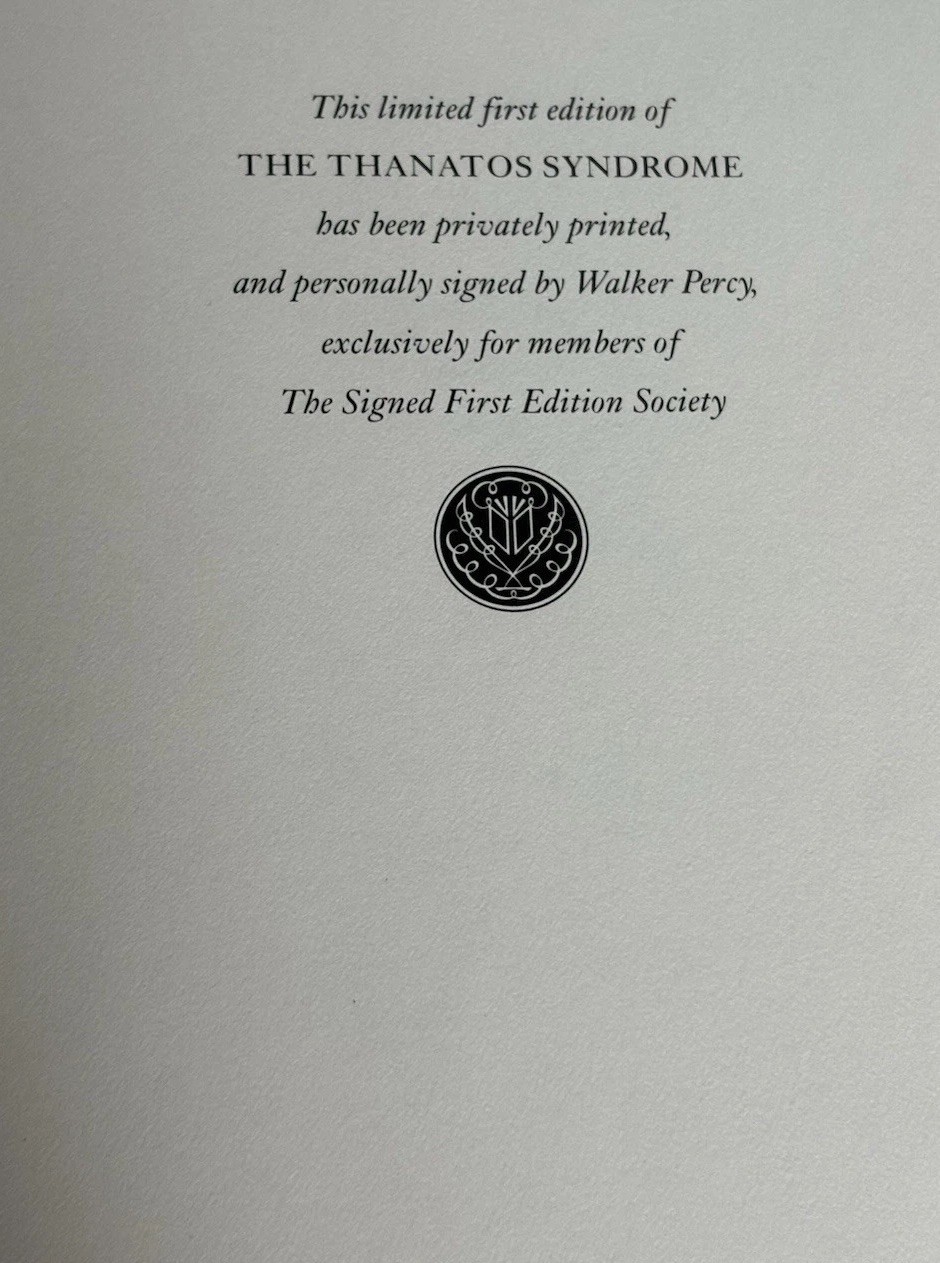 This limited first edition of
THE THANATOS SYNDROME
has been privately printed,
and personally signed by Walker Percy,
exclusively for members of
The Signed First Edition Society